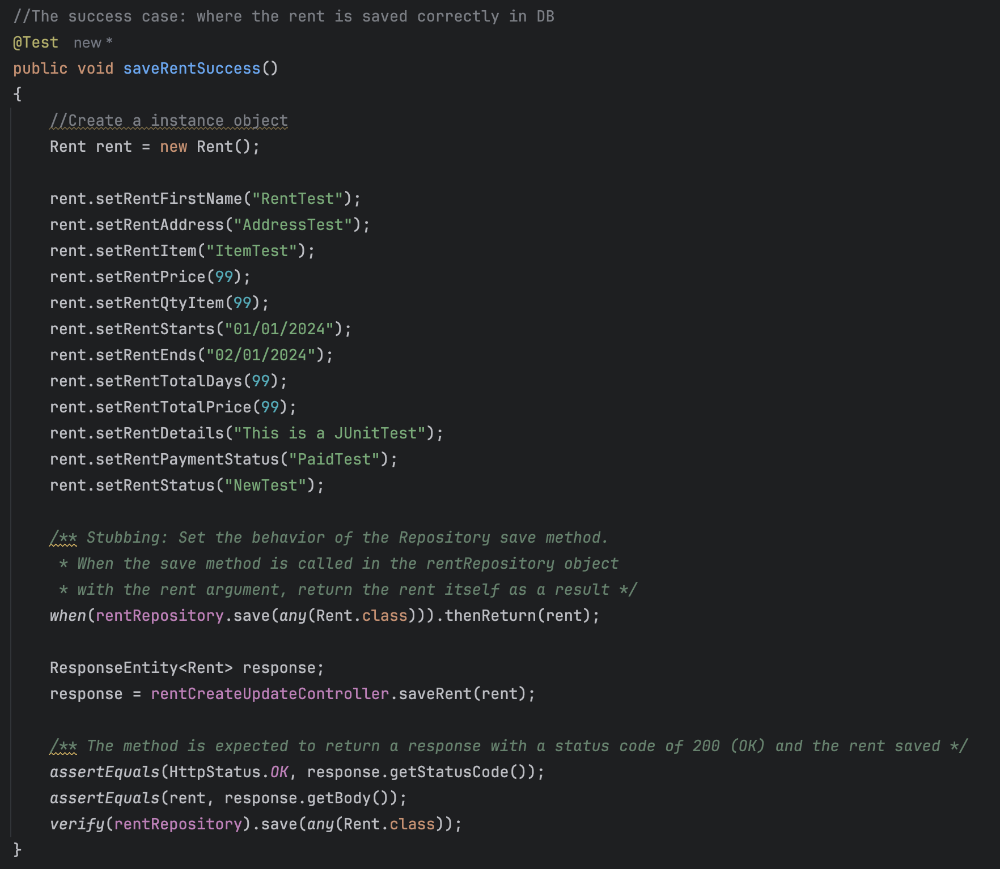 //The success case: where the rent is saved correctly in DB
@Test new *
public void saveRentSuccess()
{
//Create a instance object
Rent rent = new Rent();
rent.setRentFirstName("RentTest");
rent.setRentAddress("AddressTest");
rent.setRentItem("ItemTest");
rent.setRentPrice(99);
rent.setRentQtyItem(99);
rent.setRentStarts("01/01/2024");
rent.setRentEnds("02/01/2024");
rent.setRentTotalDays(99);
rent.setRentTotalPrice(99);
rent.setRentDetails("This is a JUnitTest");
rent.setRentPaymentStatus("PaidTest");
rent.setRentStatus("NewTest");
/** Stubbing: Set the behavior of the Repository save method.
* When the save method is called in the rentRepository object
* with the rent argument, return the rent itself as a result */
when(rentRepository.save(any(Rent.class))).thenReturn(rent);
ResponseEntity<Rent> response;
response = rentCreateUpdateController.saveRent(rent);
/** The method is expected to return a response with a status code of 200 (OK) and the rent saved */
assertEquals(HttpStatus.OK, response.getStatusCode());
assertEquals(rent, response.getBody());
verify(rentRepository).save(any(Rent.class));
}